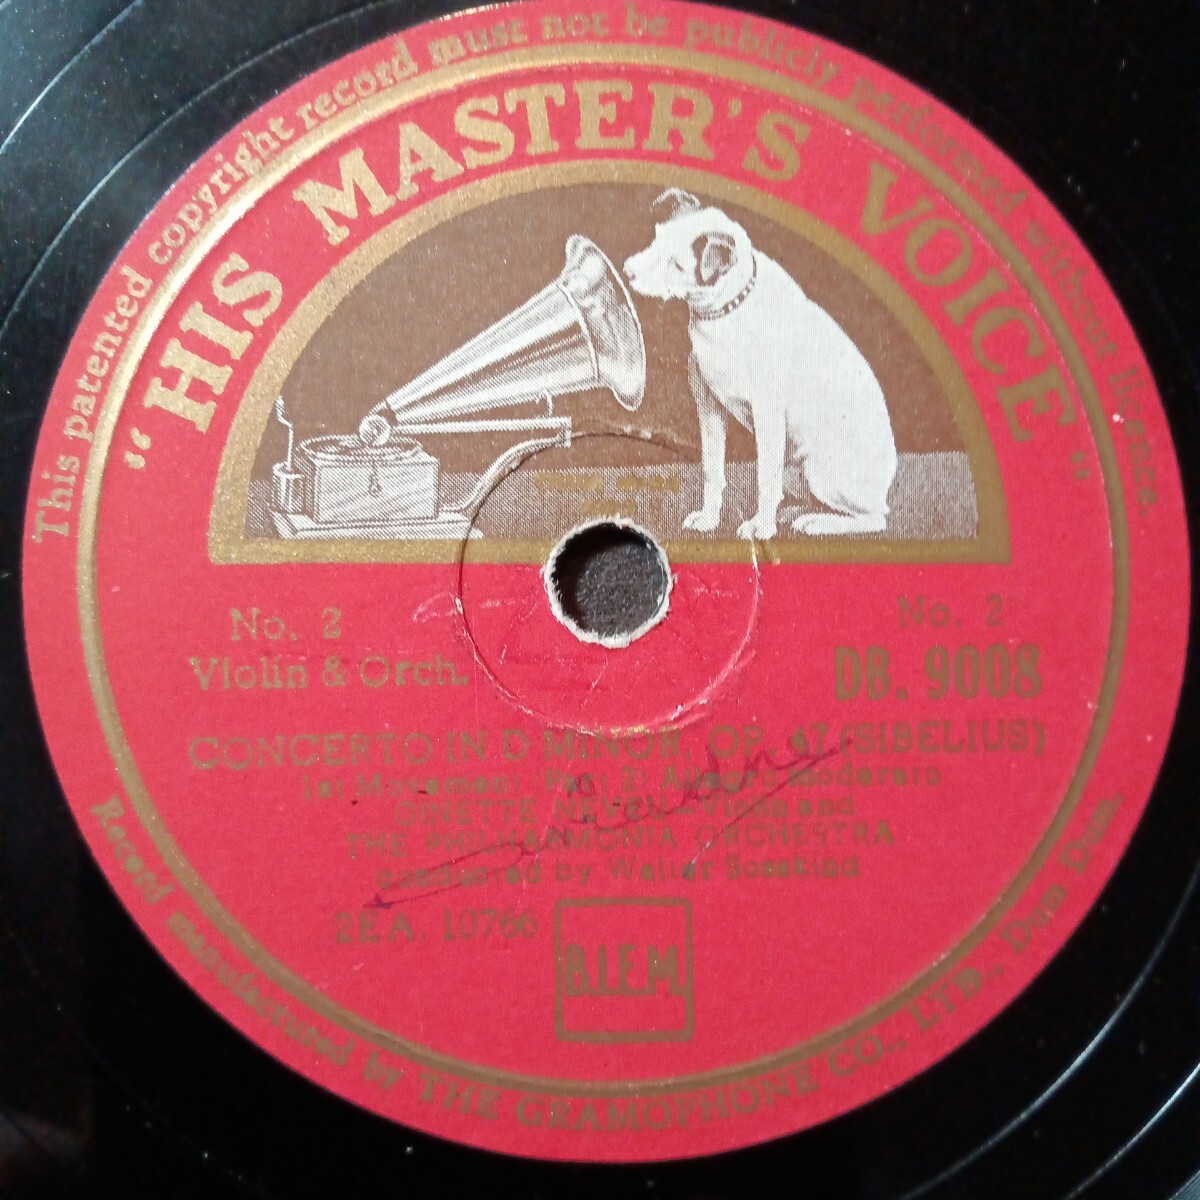 This patented copyright record must not be publicly performed without licence.
"HIS MASTER'S VOICE"
No. 2
No. 2
Violin & Orch.
DB. 9008
CONCERTO IN D MINOR, OP. 47 (SIBELIUS)
1st Movement (Part 2) Allegro moderato
GINETTE NEVEU—Violin and
THE PHILHARMONIA ORCHESTRA
conducted by Walter Susskind
2EA. 10766
B.I.E.M.
Record manufactured by THE GRAMOPHONE CO., LTD., Dum Dum.